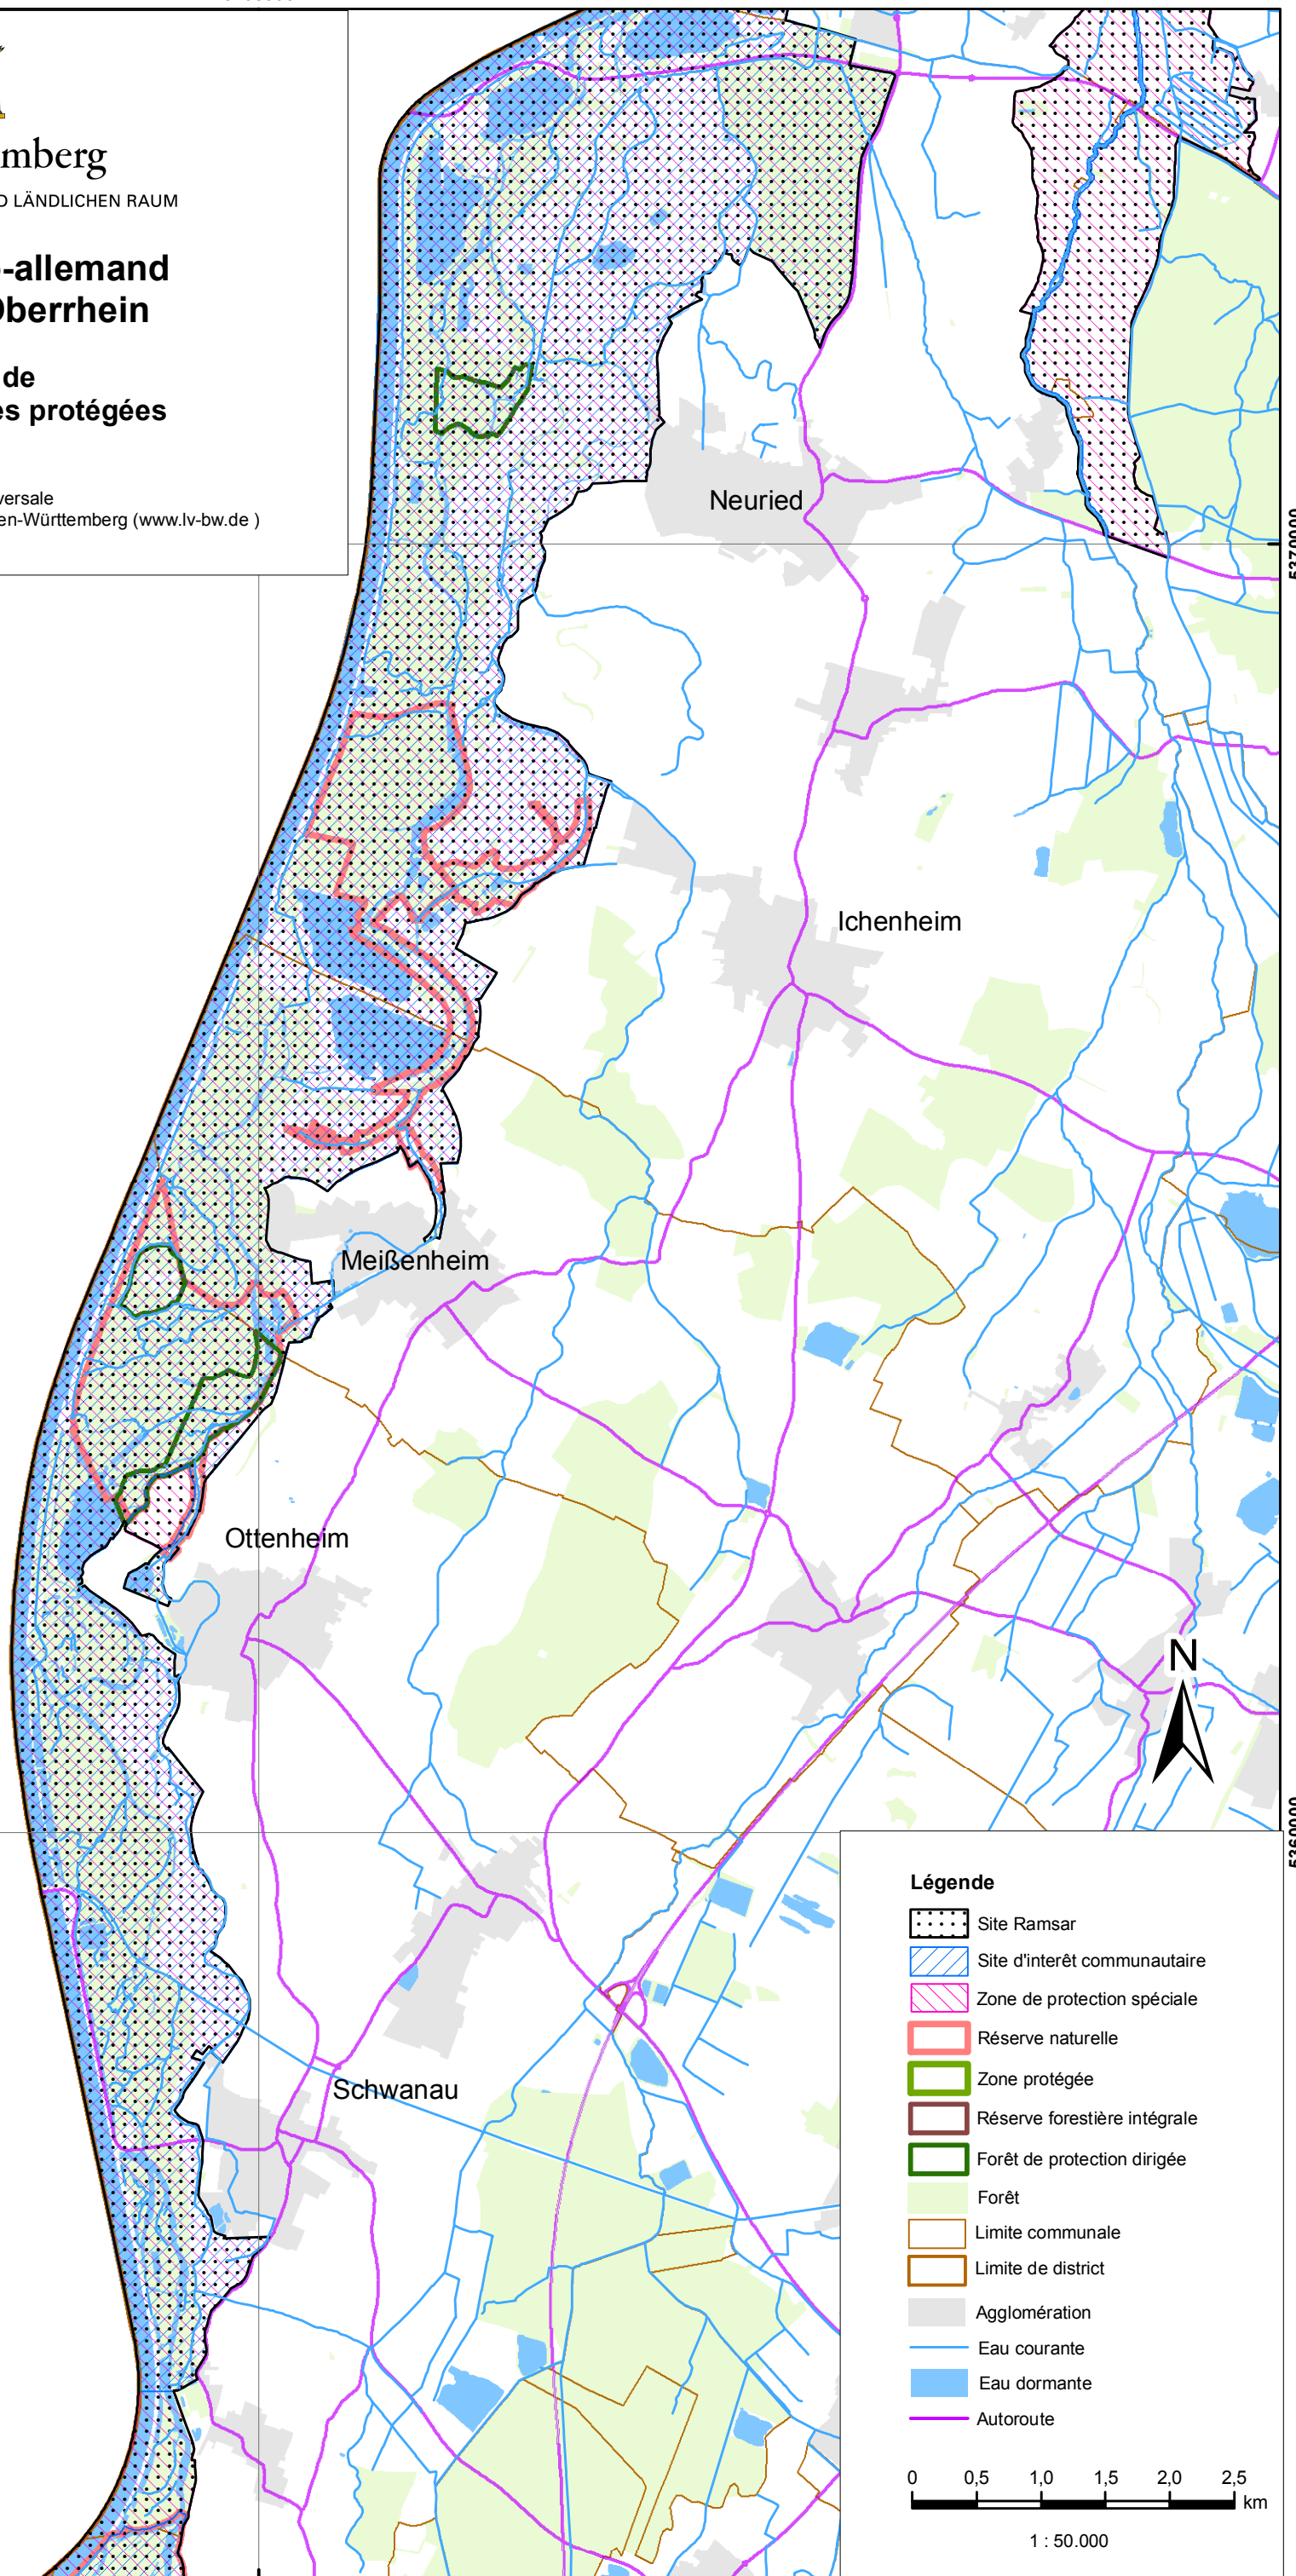 mberg
D LÄNDLICHEN RAUM
-allemand
Oberrhein
de
es protégées
versale
en-Württemberg (www.lv-bw.de )
Neuried
5370000
Ichenheim
Meißenheim
Ottenheim
N
5360000
Schwanau
Légende
Site Ramsar
Site d'interêt communautaire
Zone de protection spéciale
Réserve naturelle
Zone protégée
Réserve forestière intégrale
Forêt de protection dirigée
Forêt
Limite communale
Limite de district
Agglomération
Eau courante
Eau dormante
Autoroute
0 0,5 1,0 1,5 2,0 2,5
km
1 : 50.000